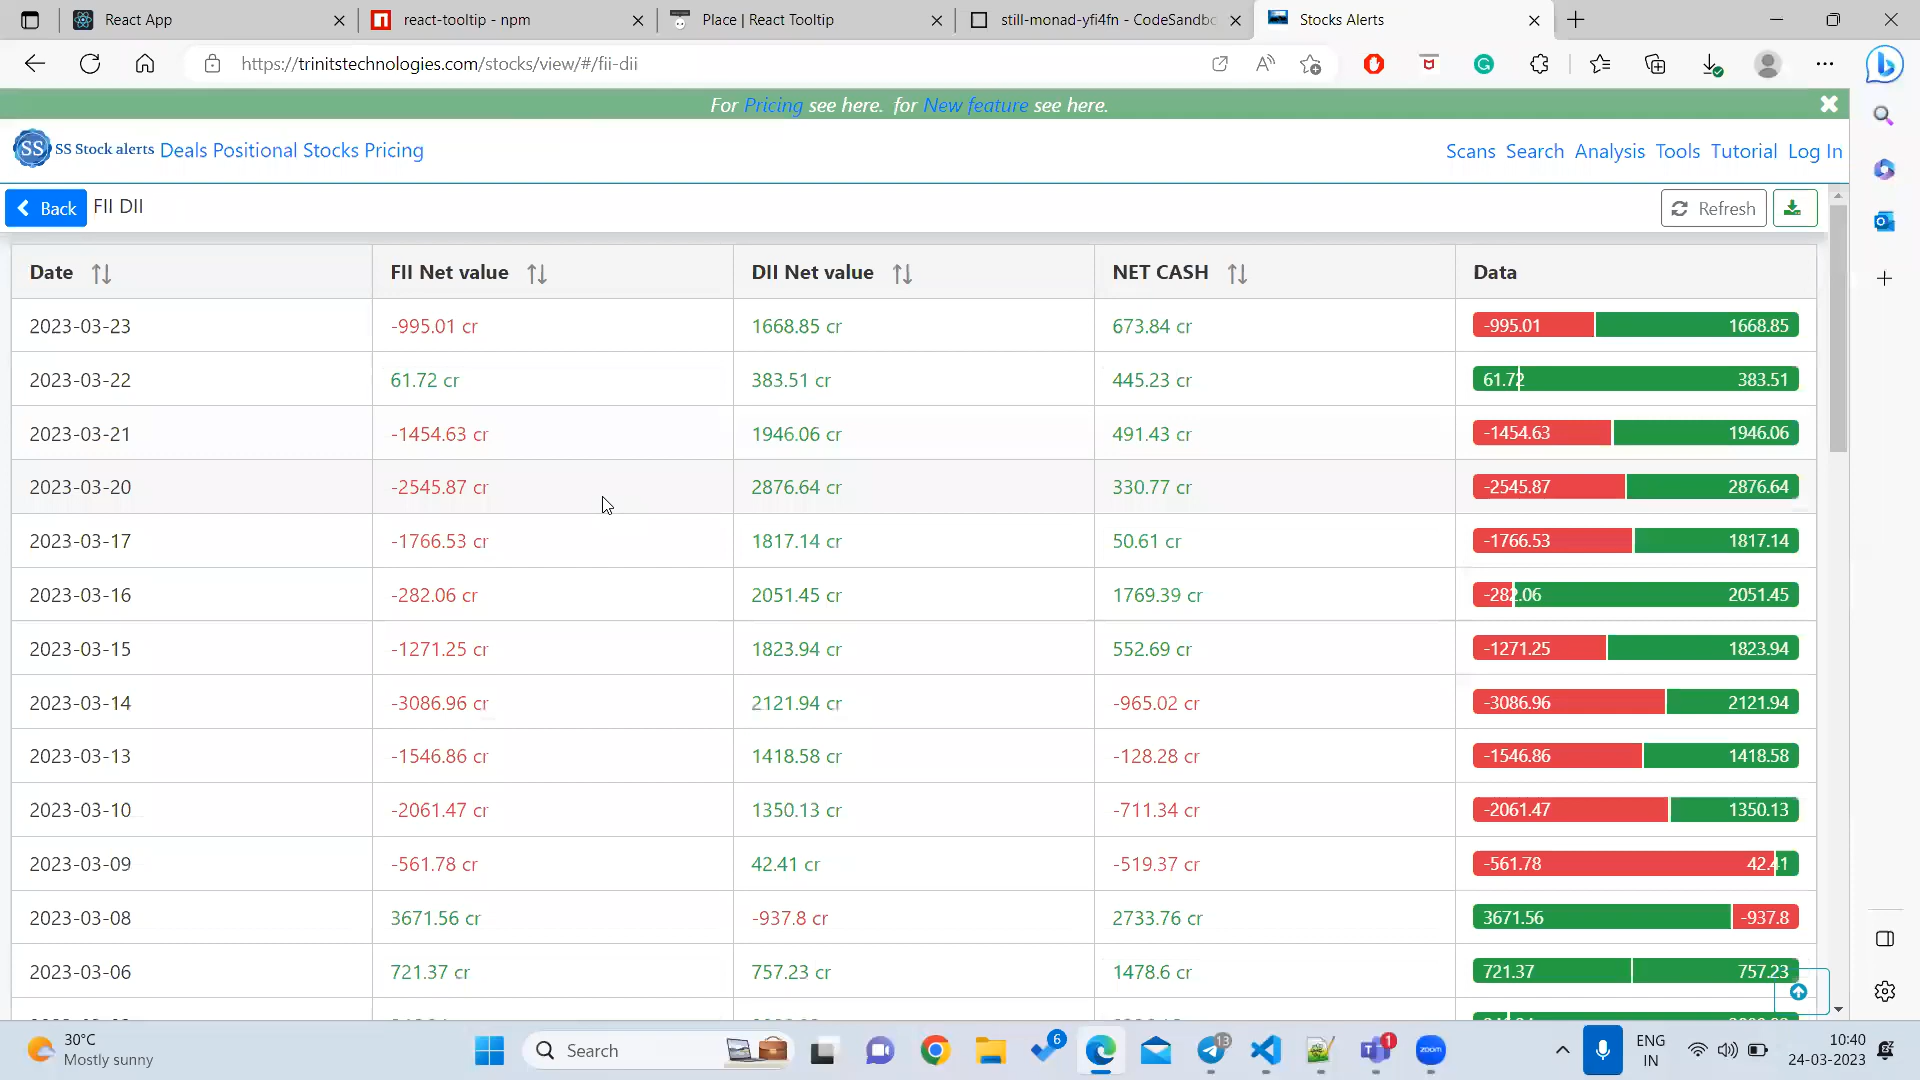 React App
react-tooltip - npm
Place | React Tooltip
still-monad-yfi4fn - CodeSandbo
Stocks Alerts
https://trinitstechnologies.com/stocks/view/#/fii-dii
For Pricing see here. for New feature see here.
SS SS Stock alerts Deals Positional Stocks Pricing
Scans Search Analysis Tools Tutorial Log In
Back FII DII
Refresh
Date FII Net value DII Net value NET CASH Data
2023-03-23 -995.01 cr 1668.85 cr 673.84 cr -995.01 1668.85
2023-03-22 61.72 cr 383.51 cr 445.23 cr 61.72 383.51
2023-03-21 -1454.63 cr 1946.06 cr 491.43 cr -1454.63 1946.06
2023-03-20 -2545.87 cr 2876.64 cr 330.77 cr -2545.87 2876.64
2023-03-17 -1766.53 cr 1817.14 cr 50.61 cr -1766.53 1817.14
2023-03-16 -282.06 cr 2051.45 cr 1769.39 cr -282.06 2051.45
2023-03-15 -1271.25 cr 1823.94 cr 552.69 cr -1271.25 1823.94
2023-03-14 -3086.96 cr 2121.94 cr -965.02 cr -3086.96 2121.94
2023-03-13 -1546.86 cr 1418.58 cr -128.28 cr -1546.86 1418.58
2023-03-10 -2061.47 cr 1350.13 cr -711.34 cr -2061.47 1350.13
2023-03-09 -561.78 cr 42.41 cr -519.37 cr -561.78 42.41
2023-03-08 3671.56 cr -937.8 cr 2733.76 cr 3671.56 -937.8
2023-03-06 721.37 cr 757.23 cr 1478.6 cr 721.37 757.23
30°C
Mostly sunny
Search
6
13
1
zoom
ENG
IN
10:40
24-03-2023